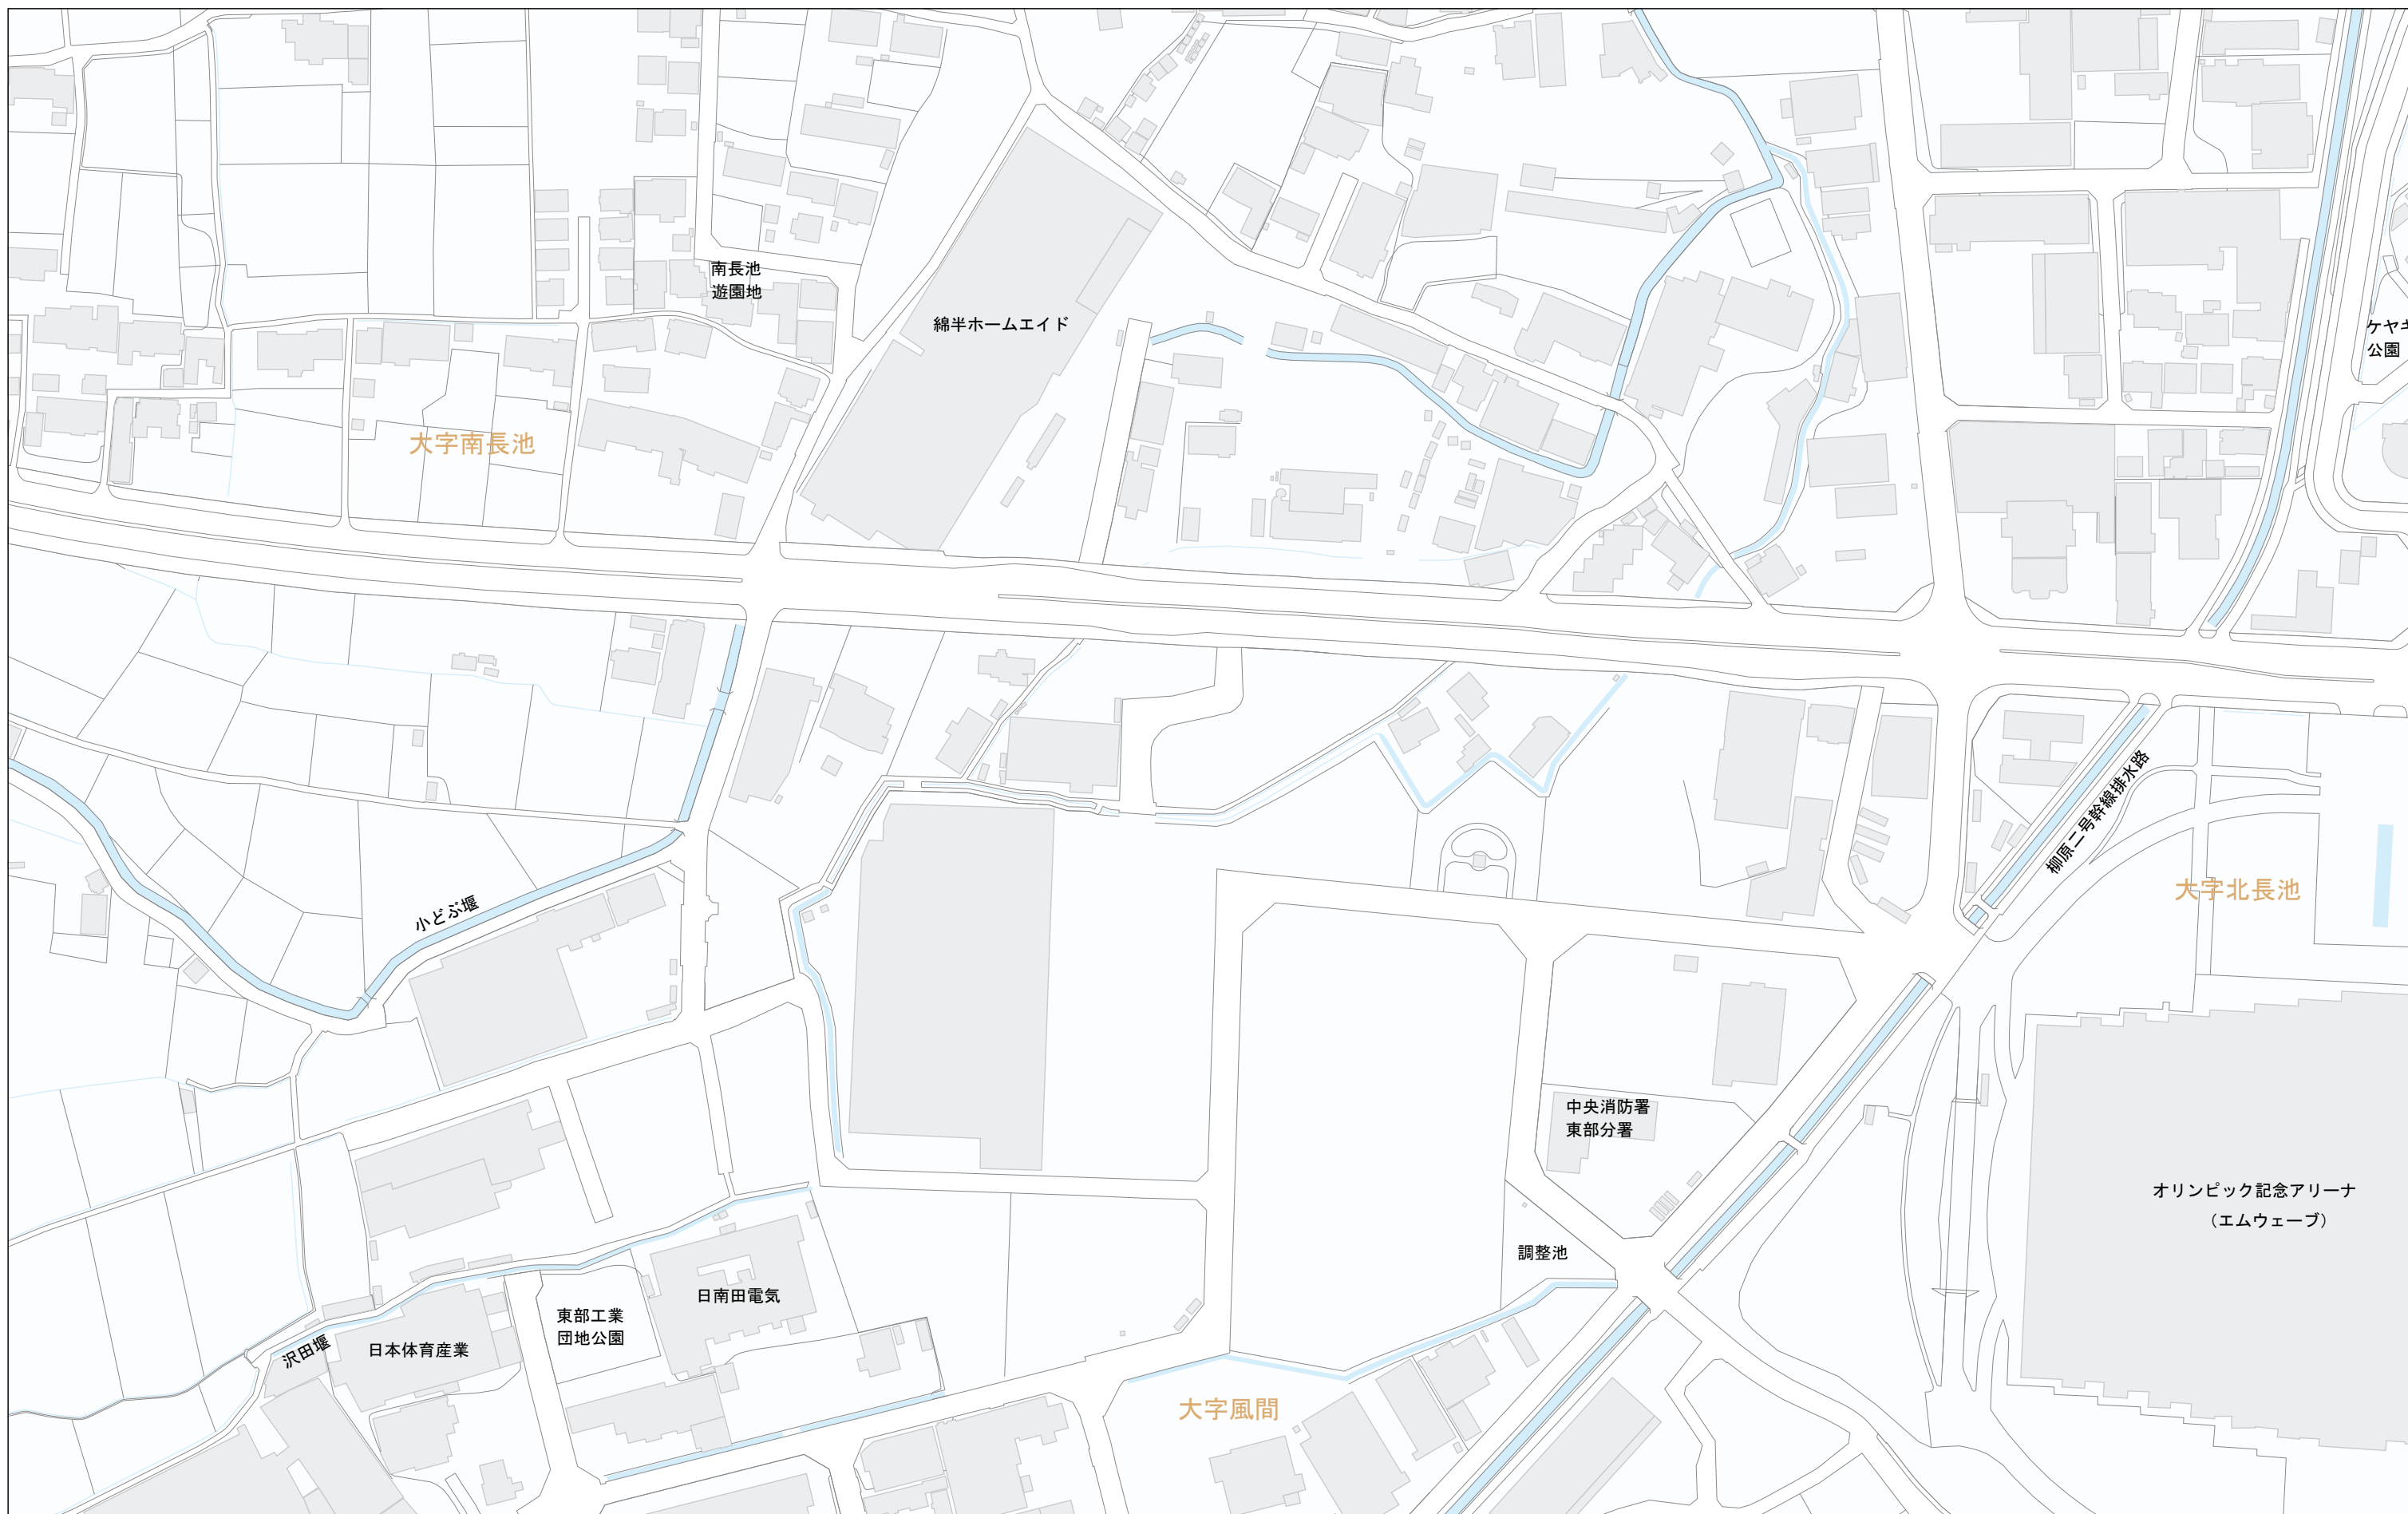 南長池
遊園地
綿半ホームエイド
ケヤキ
公園
大字南長池
柳原二号幹線排水路
大字北長池
小どぶ堰
中央消防署
東部分署
オリンピック記念アリーナ
（エムウェーブ）
調整池
日南田電気
東部工業
団地公園
沢田堰
日本体育産業
大字風間